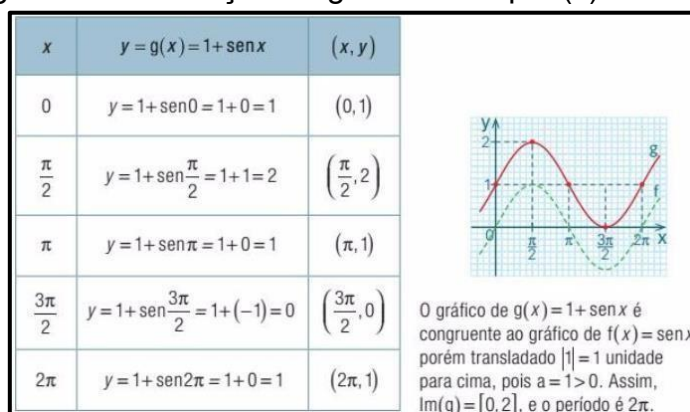 x y = g(x) = 1 + sen x (x, y)
0 y = 1 + sen0 = 1 + 0 = 1 (0, 1)
π/2 y = 1 + sen π/2 = 1 + 1 = 2 (π/2, 2)
π y = 1 + sen π = 1 + 0 = 1 (π, 1)
3π/2 y = 1 + sen 3π/2 = 1 + (−1) = 0 (3π/2, 0)
2π y = 1 + sen2π = 1 + 0 = 1 (2π, 1)
y
2
g
1
f
0 π/2 π 3π/2 2π x
O gráfico de g(x) = 1 + sen x é
congruente ao gráfico de f(x) = sen x
porém transladado |1| = 1 unidade
para cima, pois a = 1 > 0. Assim,
Im(g) = [0, 2], e o período é 2π.